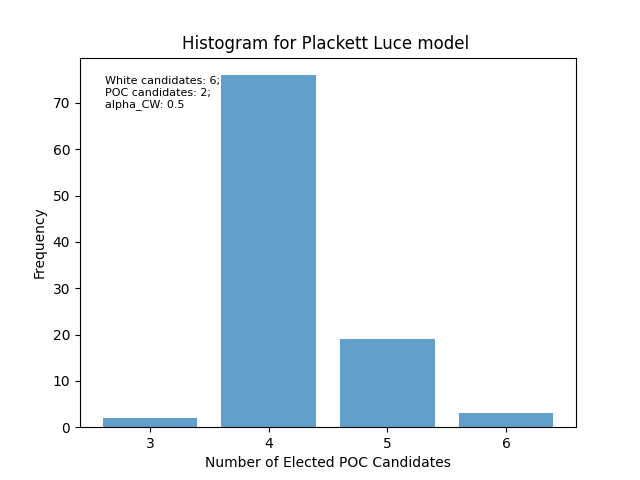 Histogram for Plackett Luce model
White candidates: 6;
POC candidates: 2;
alpha_CW: 0.5
Frequency
70
60
50
40
30
20
10
0
3 4 5 6
Number of Elected POC Candidates